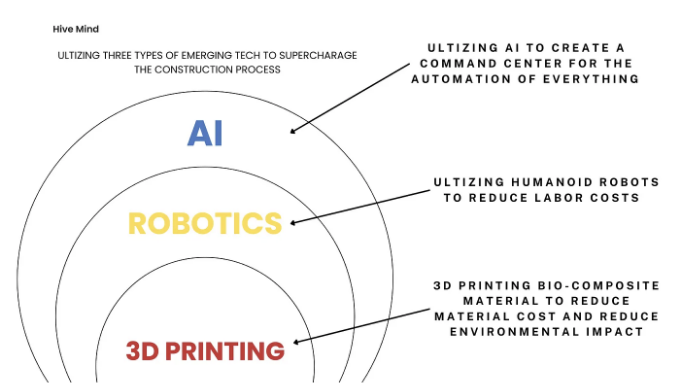 Hive Mind
ULTIZING THREE TYPES OF EMERGING TECH TO SUPERCHARAGE
THE CONSTRUCTION PROCESS
AI
ROBOTICS
3D PRINTING
ULTIZING AI TO CREATE A
COMMAND CENTER FOR THE
AUTOMATION OF EVERYTHING
ULTIZING HUMANOID ROBOTS
TO REDUCE LABOR COSTS
3D PRINTING BIO-COMPOSITE
MATERIAL TO REDUCE
MATERIAL COST AND REDUCE
ENVIRONMENTAL IMPACT